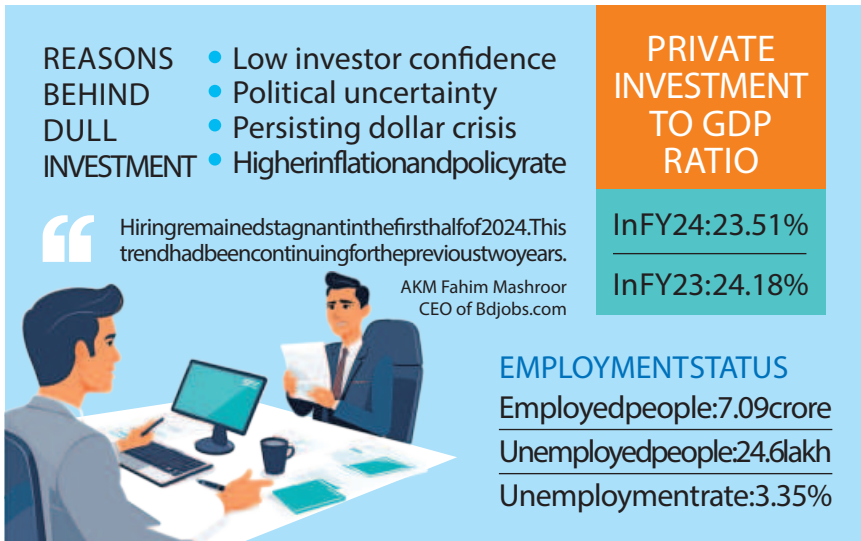 REASONS
BEHIND
DULL
INVESTMENT
• Low investor confidence
• Political uncertainty
• Persisting dollar crisis
• Higherinflationandpolicyrate
PRIVATE
INVESTMENT
TO GDP
RATIO
InFY24:23.51%
InFY23:24.18%
“Hiringremainedstagnantinthefirsthalfof2024.This
trendhadbeencontinuingfortheprevioustwoyears.
AKM Fahim Mashroor
CEO of Bdjobs.com
EMPLOYMENTSTATUS
Employedpeople:7.09crore
Unemployedpeople:24.6lakh
Unemploymentrate:3.35%